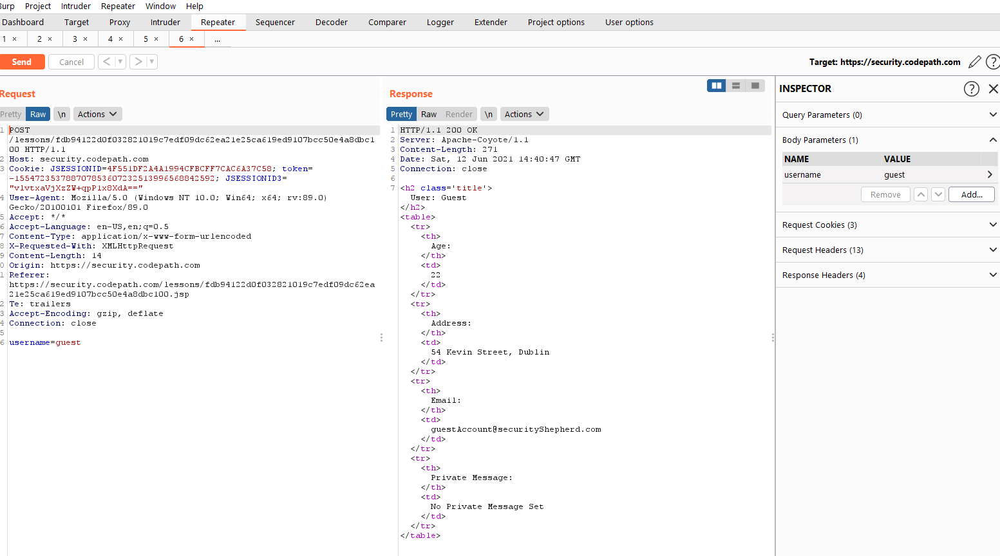 Burp Project Intruder Repeater Window Help
Dashboard Target Proxy Intruder Repeater Sequencer Decoder Comparer Logger Extender Project options User options
1 × 2 × 3 × 4 × 5 × 6 × ...
Send Cancel < ▼ > ▼ Target: https://security.codepath.com ?
Request
Pretty Raw \n Actions
1 POST
/lessons/fdb94122d0f032821019c7edf09dc62ea21e25ca619ed9107bcc50e4a8dbc1
00 HTTP/1.1
2 Host: security.codepath.com
3 Cookie: JSESSIONID=4F551DF2A4A1994CFBCFF7CAC6A37C58; token=
-155472353788707853607232513996568842592; JSESSIONID3=
"vlvtxaVjXzZW+qpP1x8XdA=="
4 User-Agent: Mozilla/5.0 (Windows NT 10.0; Win64; x64; rv:89.0)
Gecko/20100101 Firefox/89.0
5 Accept: */*
6 Accept-Language: en-US,en;q=0.5
7 Content-Type: application/x-www-form-urlencoded
8 X-Requested-With: XMLHttpRequest
9 Content-Length: 14
0 Origin: https://security.codepath.com
1 Referer:
https://security.codepath.com/lessons/fdb94122d0f032821019c7edf09dc62ea
21e25ca619ed9107bcc50e4a8dbc100.jsp
2 Te: trailers
3 Accept-Encoding: gzip, deflate
4 Connection: close
5
6 username=guest
Response
Pretty Raw Render \n Actions
1 HTTP/1.1 200 OK
2 Server: Apache-Coyote/1.1
3 Content-Length: 271
4 Date: Sat, 12 Jun 2021 14:40:47 GMT
5 Connection: close
6
7 <h2 class='title'>
User: Guest
</h2>
<table>
<tr>
<th>
Age:
</th>
<td>
22
</td>
</tr>
<tr>
<th>
Address:
</th>
<td>
54 Kevin Street, Dublin
</td>
</tr>
<tr>
<th>
Email:
</th>
<td>
guestAccount@securityShepherd.com
</td>
</tr>
<tr>
<th>
Private Message:
</th>
<td>
No Private Message Set
</td>
</tr>
</table>
INSPECTOR ?
Query Parameters (0)
Body Parameters (1)
NAME VALUE
username guest
Remove Add...
Request Cookies (3)
Request Headers (13)
Response Headers (4)